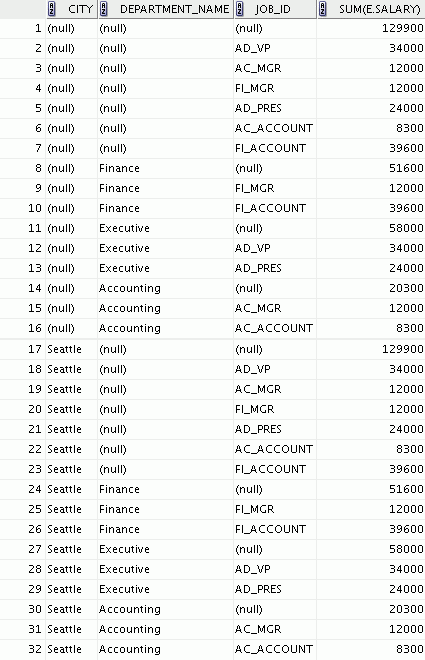 CITY DEPARTMENT_NAME JOB_ID SUM(E.SALARY)
1 (null) (null) (null) 129900
2 (null) (null) AD_VP 34000
3 (null) (null) AC_MGR 12000
4 (null) (null) FI_MGR 12000
5 (null) (null) AD_PRES 24000
6 (null) (null) AC_ACCOUNT 8300
7 (null) (null) FI_ACCOUNT 39600
8 (null) Finance (null) 51600
9 (null) Finance FI_MGR 12000
10 (null) Finance FI_ACCOUNT 39600
11 (null) Executive (null) 58000
12 (null) Executive AD_VP 34000
13 (null) Executive AD_PRES 24000
14 (null) Accounting (null) 20300
15 (null) Accounting AC_MGR 12000
16 (null) Accounting AC_ACCOUNT 8300
17 Seattle (null) (null) 129900
18 Seattle (null) AD_VP 34000
19 Seattle (null) AC_MGR 12000
20 Seattle (null) FI_MGR 12000
21 Seattle (null) AD_PRES 24000
22 Seattle (null) AC_ACCOUNT 8300
23 Seattle (null) FI_ACCOUNT 39600
24 Seattle Finance (null) 51600
25 Seattle Finance FI_MGR 12000
26 Seattle Finance FI_ACCOUNT 39600
27 Seattle Executive (null) 58000
28 Seattle Executive AD_VP 34000
29 Seattle Executive AD_PRES 24000
30 Seattle Accounting (null) 20300
31 Seattle Accounting AC_MGR 12000
32 Seattle Accounting AC_ACCOUNT 8300